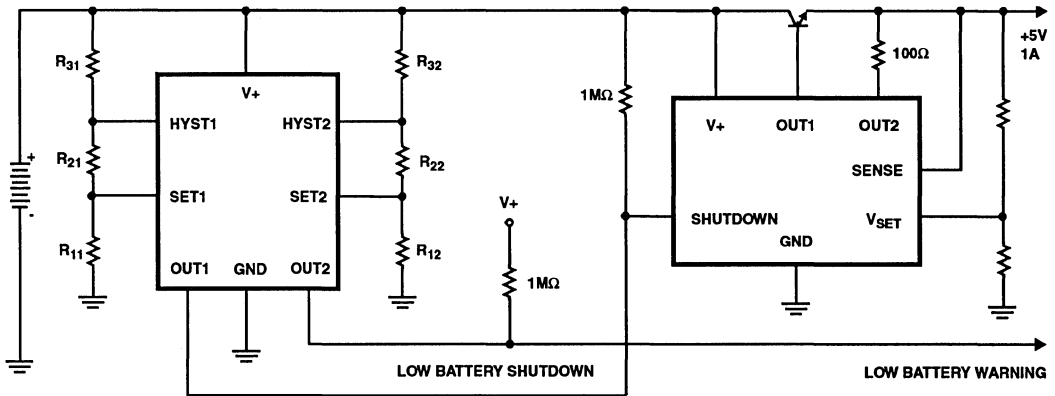 R31
R32
V+
HYST1
HYST2
R21
R22
SET1
SET2
R11
R12
OUT1
GND
OUT2
+
-
V+
1MΩ
1MΩ
100Ω
+5V
1A
V+
OUT1
OUT2
SENSE
SHUTDOWN
VSET
GND
LOW BATTERY SHUTDOWN
LOW BATTERY WARNING